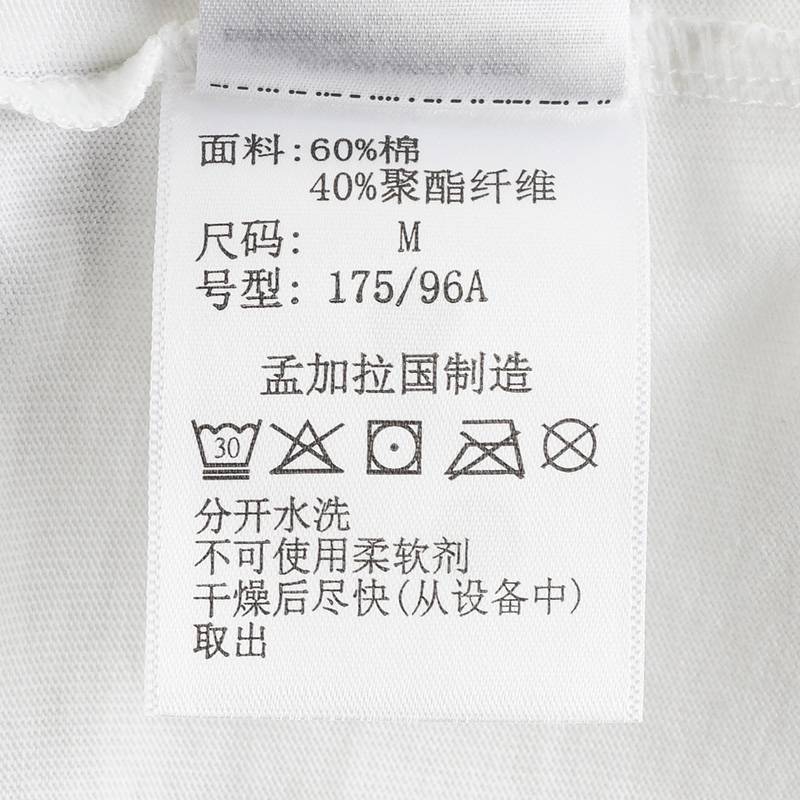 面料:60%棉
40%聚酯纤维
尺码: M
号型: 175/96A
孟加拉国制造
30
分开水洗
不可使用柔软剂
干燥后尽快(从设备中)
取出